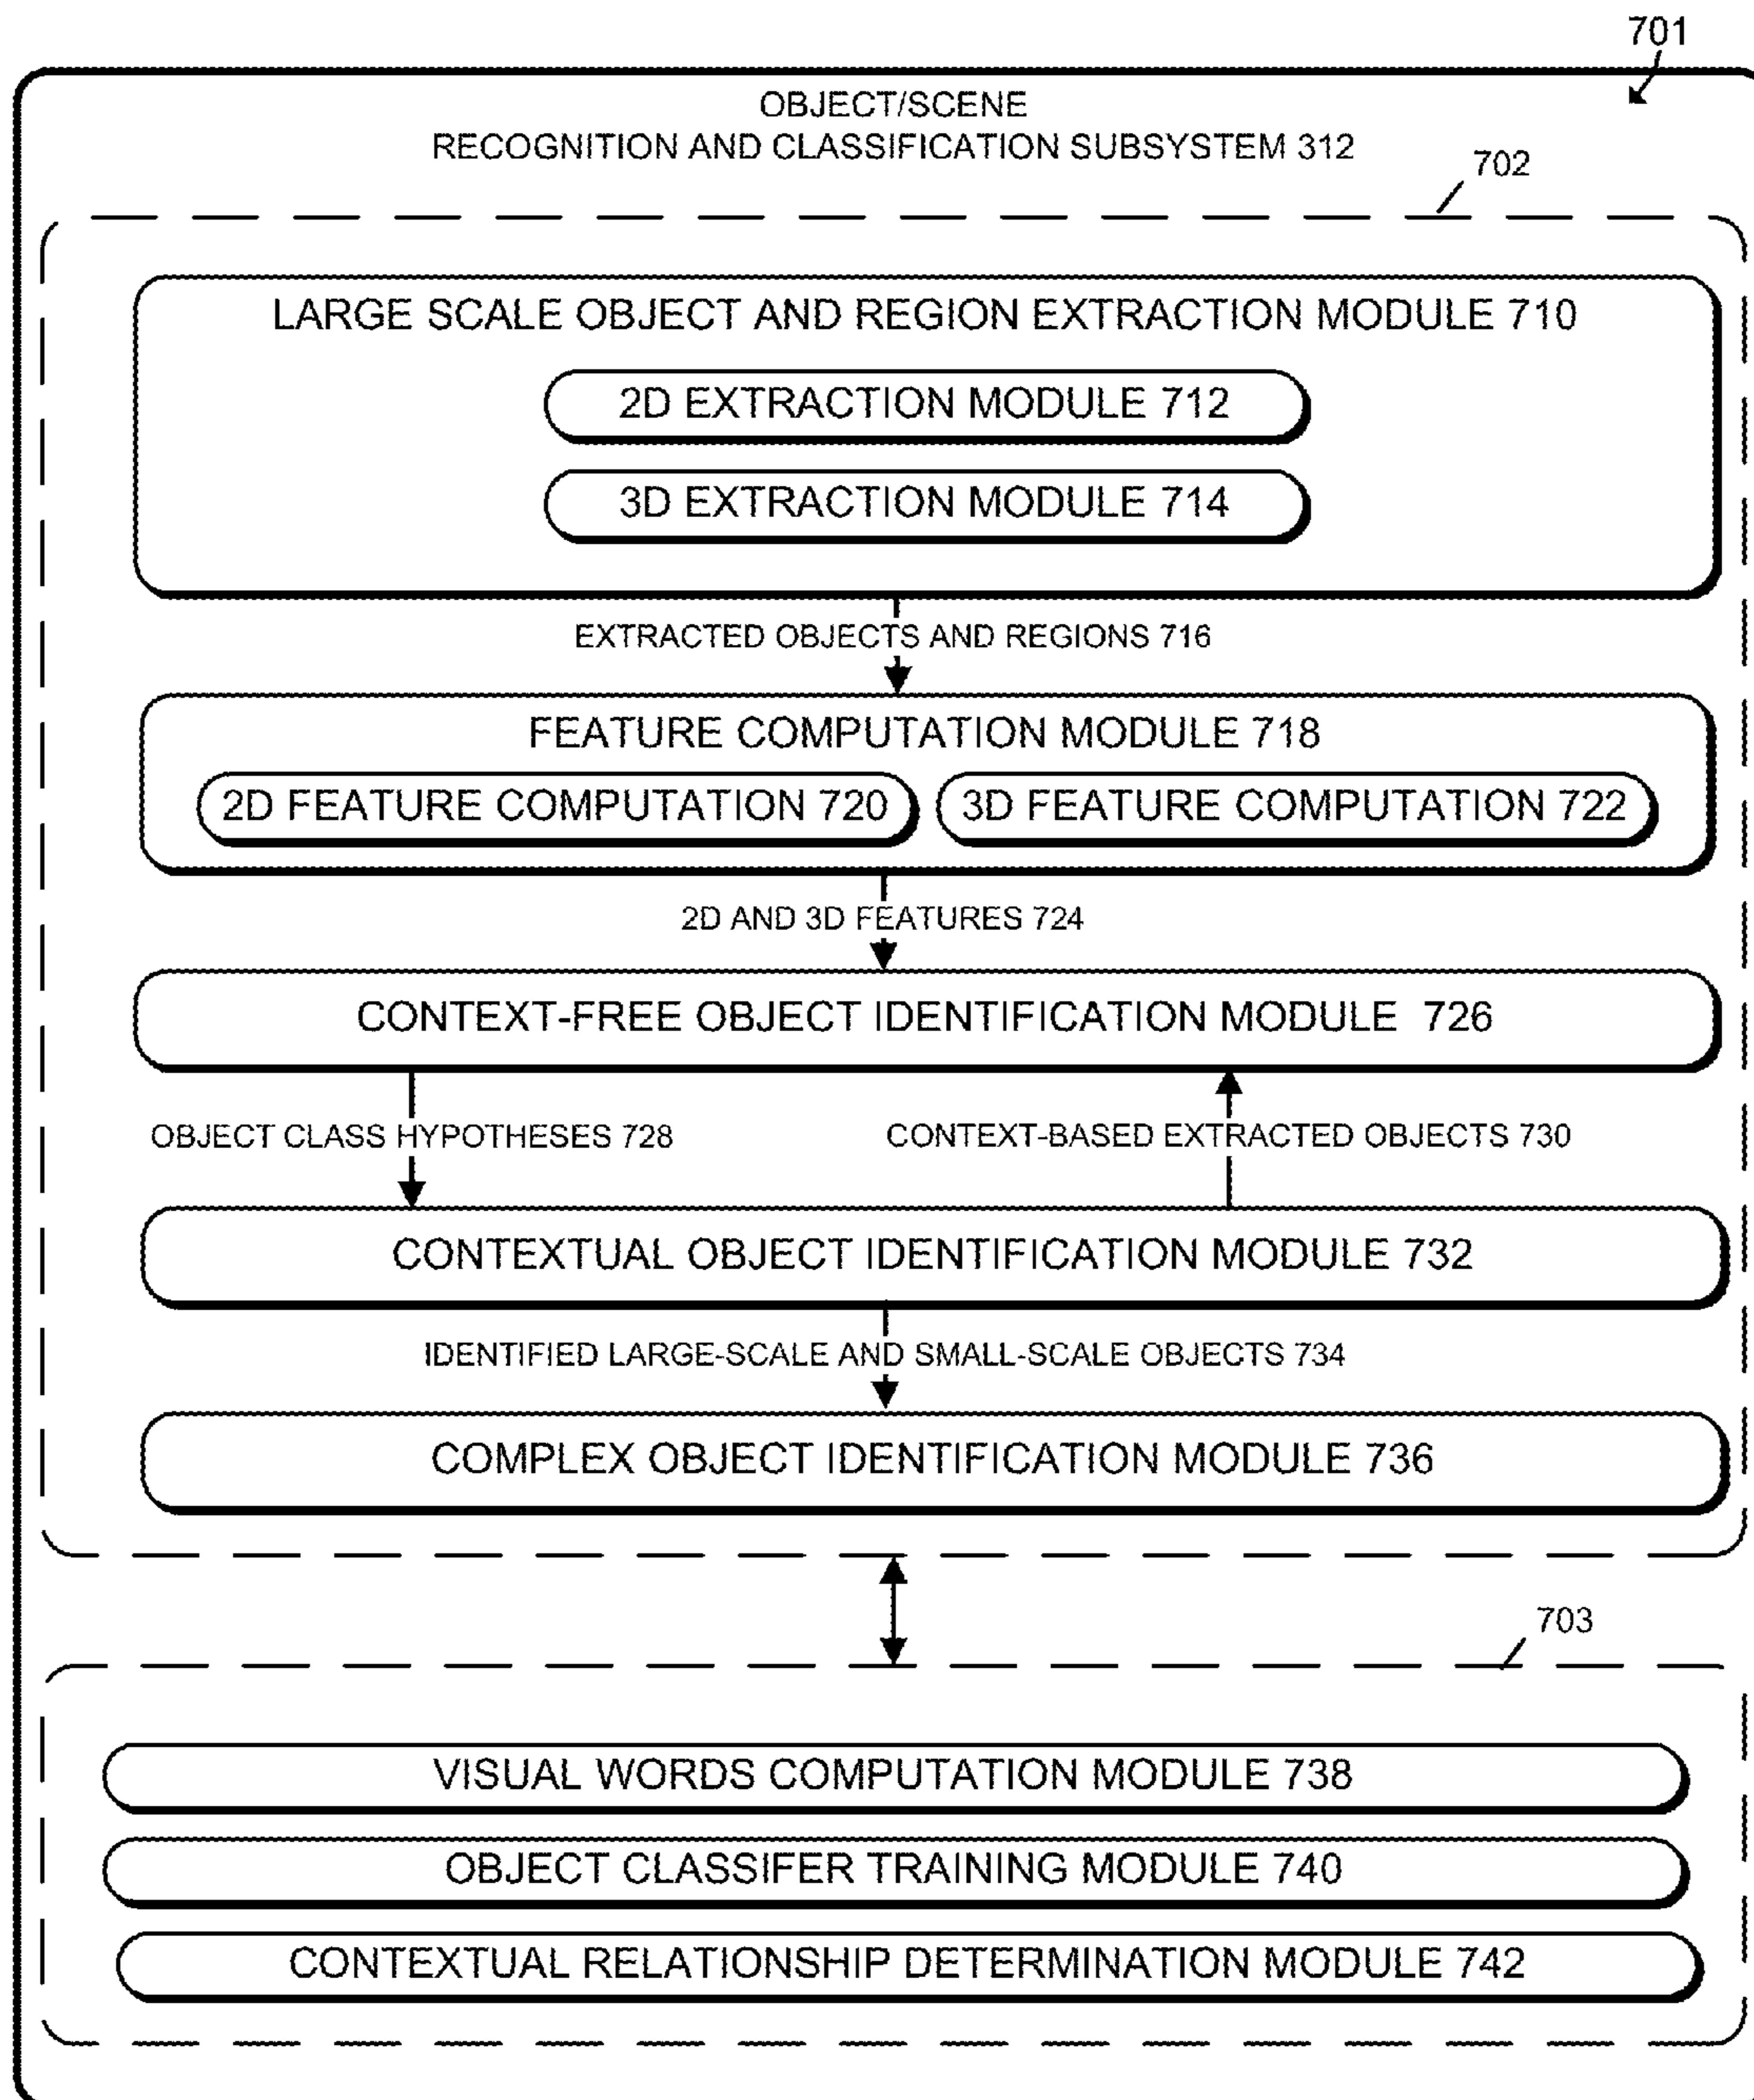 701
OBJECT/SCENE
RECOGNITION AND CLASSIFICATION SUBSYSTEM 312
702
LARGE SCALE OBJECT AND REGION EXTRACTION MODULE 710
2D EXTRACTION MODULE 712
3D EXTRACTION MODULE 714
EXTRACTED OBJECTS AND REGIONS 716
FEATURE COMPUTATION MODULE 718
2D FEATURE COMPUTATION 720
3D FEATURE COMPUTATION 722
2D AND 3D FEATURES 724
CONTEXT-FREE OBJECT IDENTIFICATION MODULE 726
OBJECT CLASS HYPOTHESES 728
CONTEXT-BASED EXTRACTED OBJECTS 730
CONTEXTUAL OBJECT IDENTIFICATION MODULE 732
IDENTIFIED LARGE-SCALE AND SMALL-SCALE OBJECTS 734
COMPLEX OBJECT IDENTIFICATION MODULE 736
703
VISUAL WORDS COMPUTATION MODULE 738
OBJECT CLASSIFER TRAINING MODULE 740
CONTEXTUAL RELATIONSHIP DETERMINATION MODULE 742